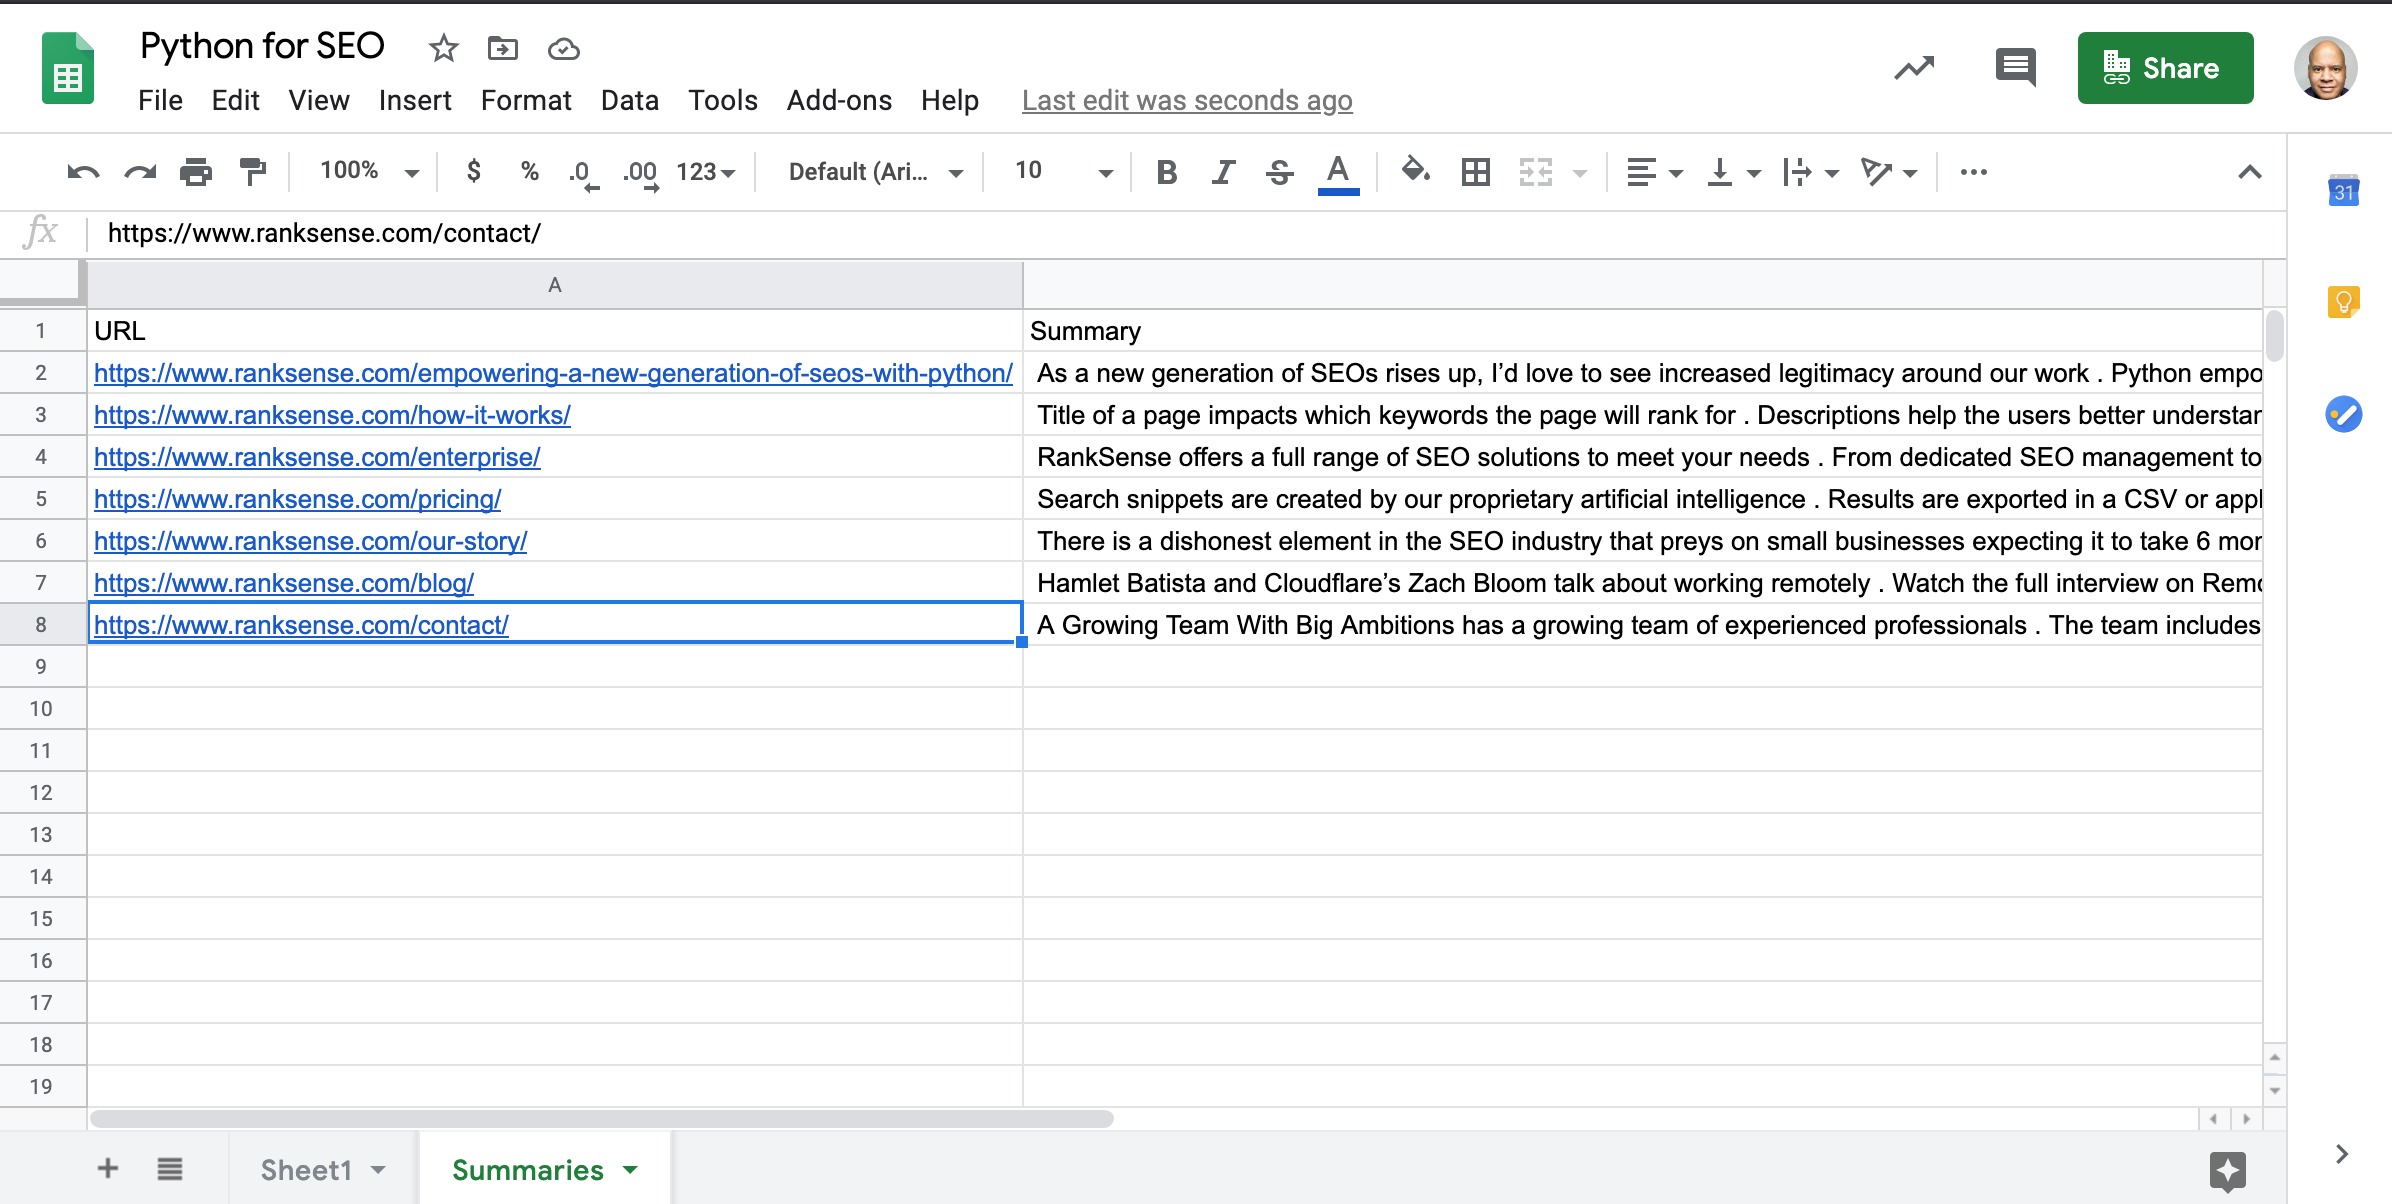 Python for SEO
File Edit View Insert Format Data Tools Add-ons Help Last edit was seconds ago
Share
100% $ % .0 .00 123 Default (Ari... 10 B I S A ...
31
fx https://www.ranksense.com/contact/
A
1 URL Summary
2 https://www.ranksense.com/empowering-a-new-generation-of-seos-with-python/ As a new generation of SEOs rises up, I’d love to see increased legitimacy around our work . Python empo
3 https://www.ranksense.com/how-it-works/ Title of a page impacts which keywords the page will rank for . Descriptions help the users better understan
4 https://www.ranksense.com/enterprise/ RankSense offers a full range of SEO solutions to meet your needs . From dedicated SEO management to
5 https://www.ranksense.com/pricing/ Search snippets are created by our proprietary artificial intelligence . Results are exported in a CSV or appl
6 https://www.ranksense.com/our-story/ There is a dishonest element in the SEO industry that preys on small businesses expecting it to take 6 mon
7 https://www.ranksense.com/blog/ Hamlet Batista and Cloudflare’s Zach Bloom talk about working remotely . Watch the full interview on Remo
8 https://www.ranksense.com/contact/ A Growing Team With Big Ambitions has a growing team of experienced professionals . The team includes
9
10
11
12
13
14
15
16
17
18
19
Sheet1 Summaries